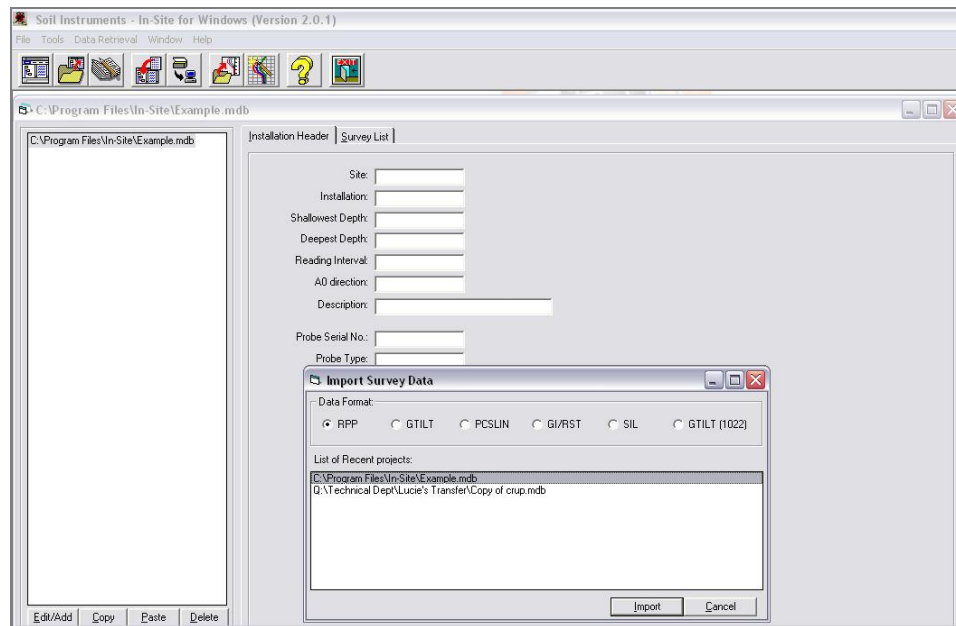 Soil Instruments - In-Site for Windows (Version 2.0.1)
File Tools Data Retrieval Window Help
C:\Program Files\In-Site\Example.mdb
C:\Program Files\In-Site\Example.mdb
Installation Header Survey List
Site:
Installation:
Shallowest Depth:
Deepest Depth:
Reading Interval:
A0 direction:
Description:
Probe Serial No.:
Probe Type:
Import Survey Data
Data Format:
RPP GTILT PCSLIN GI/RST SIL GTILT (1022)
List of Recent projects:
C:\Program Files\In-Site\Example.mdb
Q:\Technical Dept\Lucie's Transfer\Copy of crup.mdb
Import Cancel
Edit/Add Copy Paste Delete